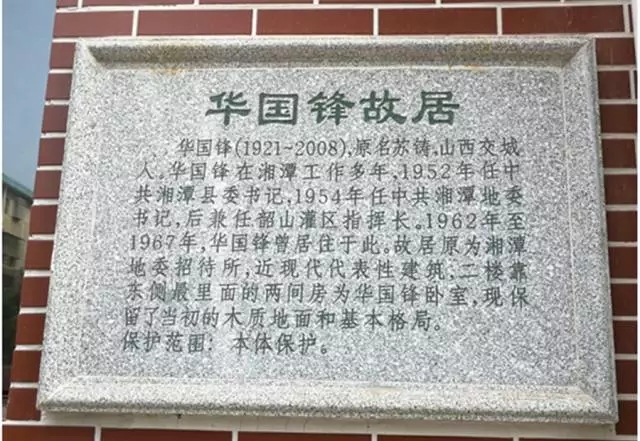 华国锋故居
华国锋(1921~2008),原名苏铸,山西交城
人。华国锋在湘潭工作多年,1952年任中
共湘潭县委书记,1954年任中共湘潭地委
书记,后兼任韶山灌区指挥长。1962年至
1967年,华国锋曾居住于此。故居原为湘潭
地委招待所,近现代代表性建筑;二楼靠
东侧最里面的两间房为华国锋卧室,现保
留了当初的木质地面和基本格局。
保护范围:本体保护。